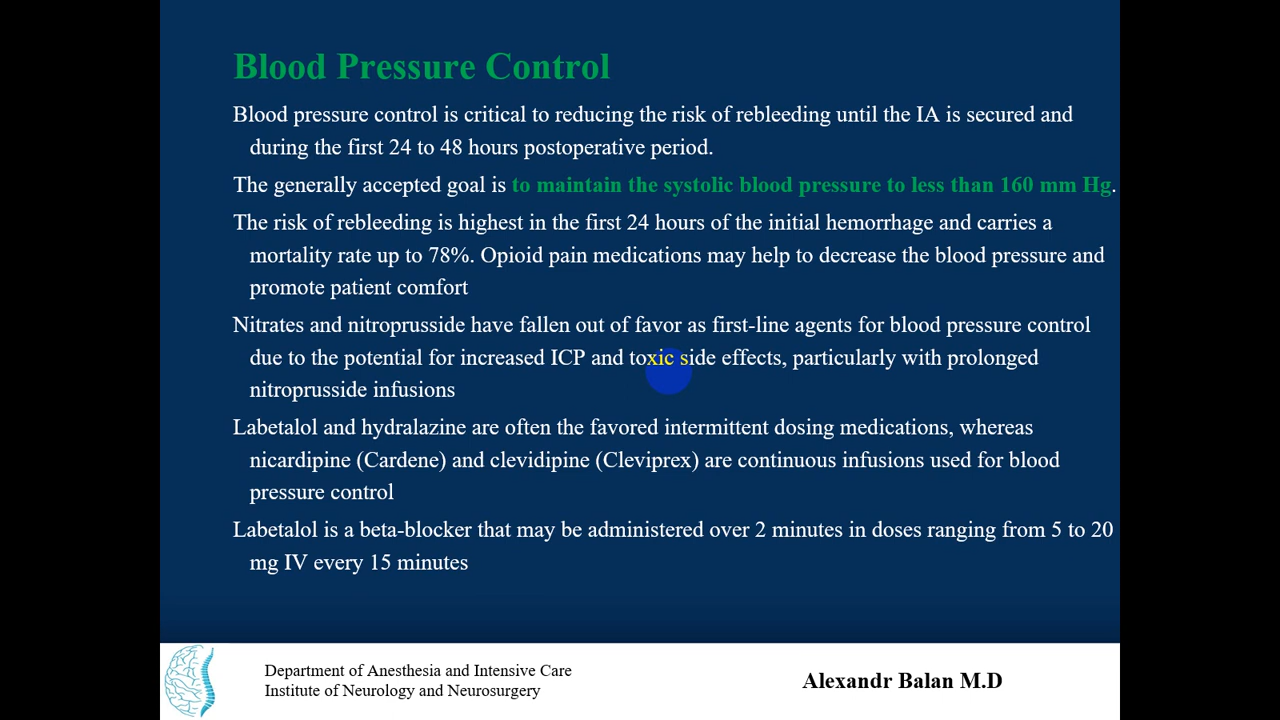 Blood Pressure Control
Blood pressure control is critical to reducing the risk of rebleeding until the IA is secured and
during the first 24 to 48 hours postoperative period.
The generally accepted goal is to maintain the systolic blood pressure to less than 160 mm Hg.
The risk of rebleeding is highest in the first 24 hours of the initial hemorrhage and carries a
mortality rate up to 78%. Opioid pain medications may help to decrease the blood pressure and
promote patient comfort
Nitrates and nitroprusside have fallen out of favor as first-line agents for blood pressure control
due to the potential for increased ICP and toxic side effects, particularly with prolonged
nitroprusside infusions
Labetalol and hydralazine are often the favored intermittent dosing medications, whereas
nicardipine (Cardene) and clevidipine (Cleviprex) are continuous infusions used for blood
pressure control
Labetalol is a beta-blocker that may be administered over 2 minutes in doses ranging from 5 to 20
mg IV every 15 minutes
Department of Anesthesia and Intensive Care
Institute of Neurology and Neurosurgery
Alexandr Balan M.D